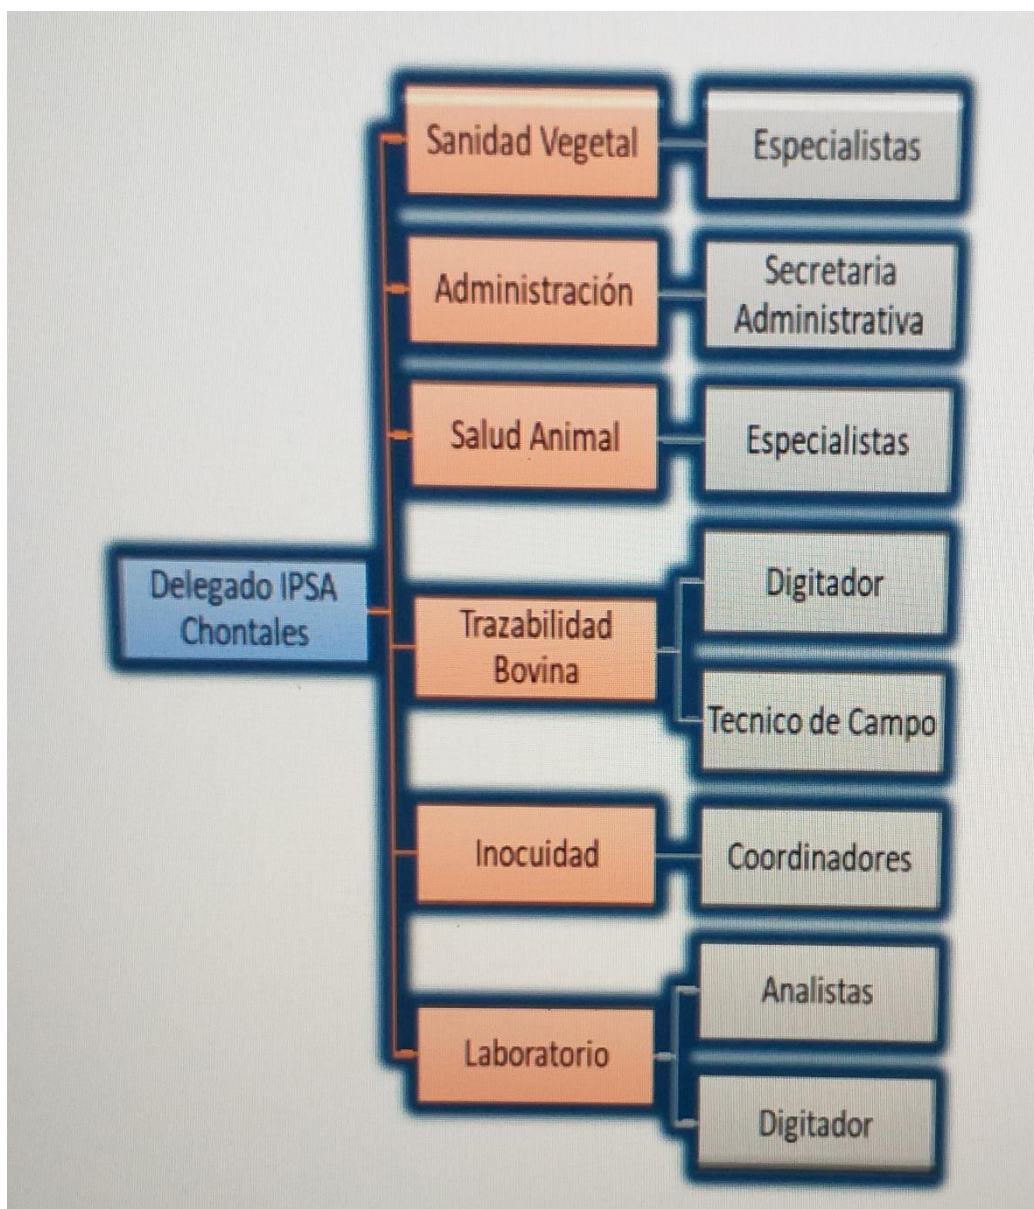 Sanidad Vegetal
Especialistas
Administración
Secretaria
Administrativa
Salud Animal
Especialistas
Delegado IPSA
Chontales
Trazabilidad
Bovina
Digitador
Tecnico de Campo
Inocuidad
Coordinadores
Laboratorio
Analistas
Digitador